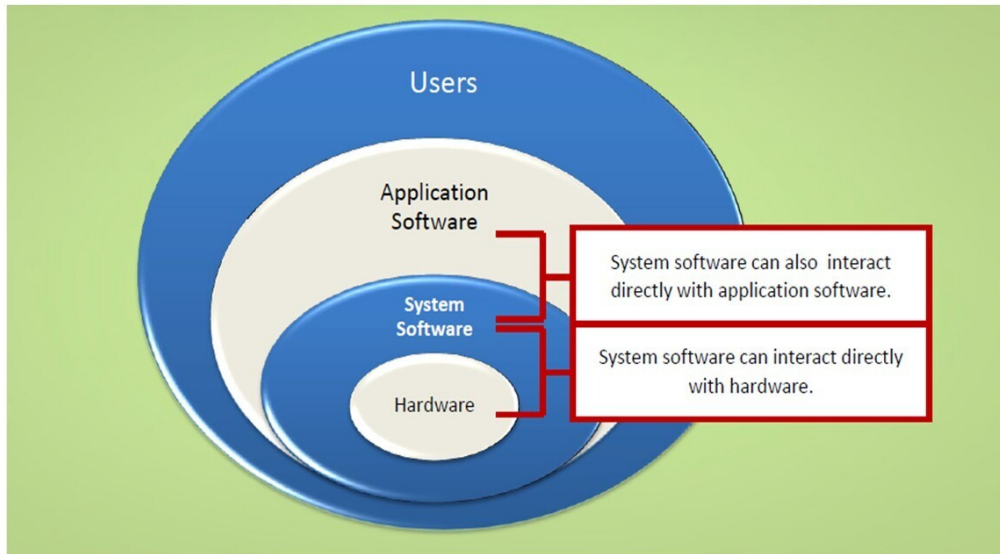 Users
Application
Software
System software can also interact
directly with application software.
System
Software
System software can interact directly
with hardware.
Hardware